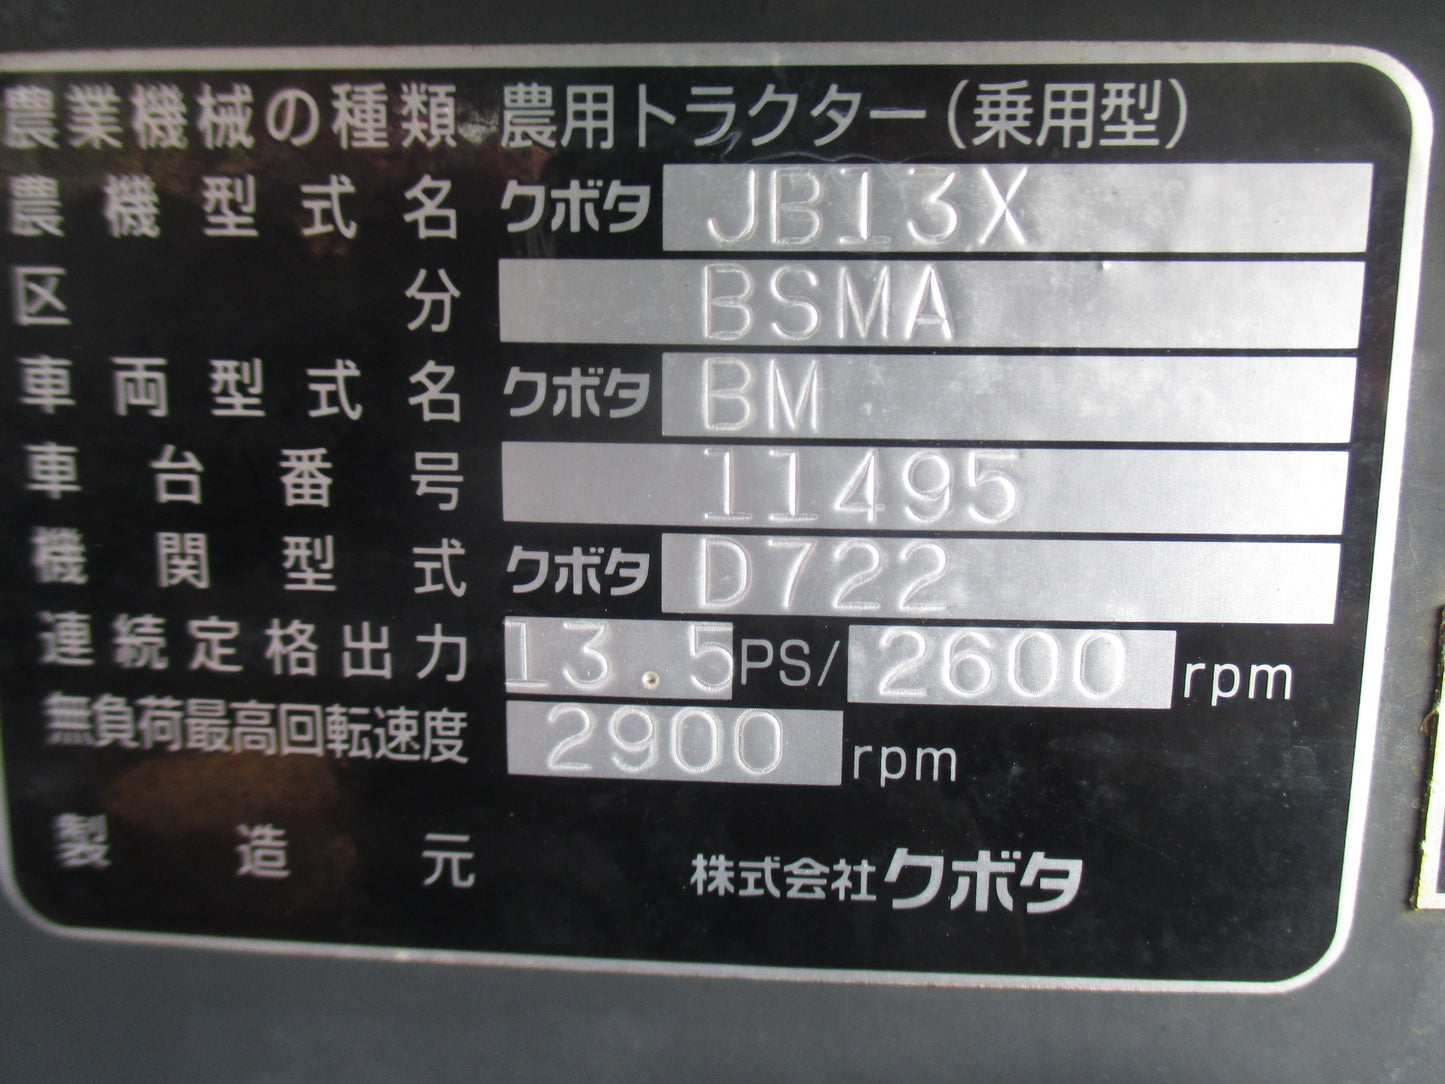 農業機械の種類 農用トラクター(乗用型)
農機型式名 クボタ JB13X
区分 BSMA
車両型式名 クボタ BM
車台番号 11495
機関型式 クボタ D722
連続定格出力 13.5PS/2600rpm
無負荷最高回転速度 2900rpm
製造元 株式会社クボタ